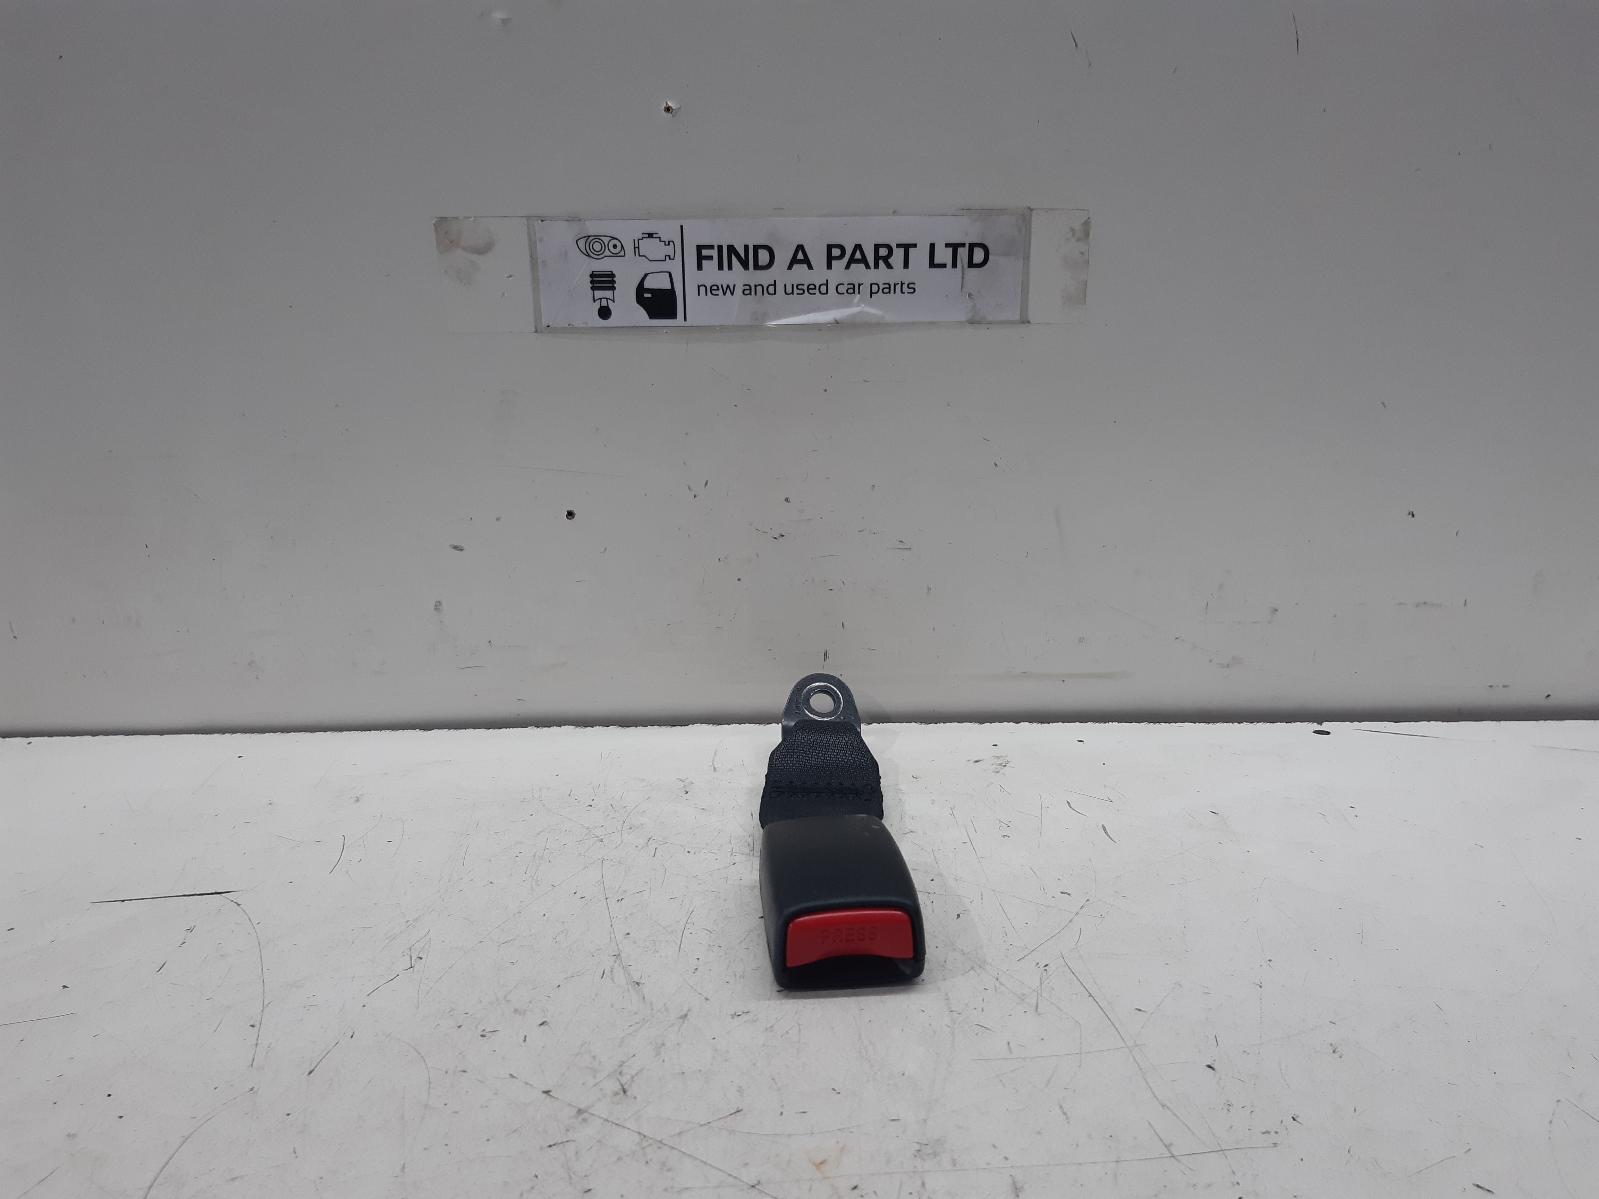 FIND A PART LTD
new and used car parts
PRESS